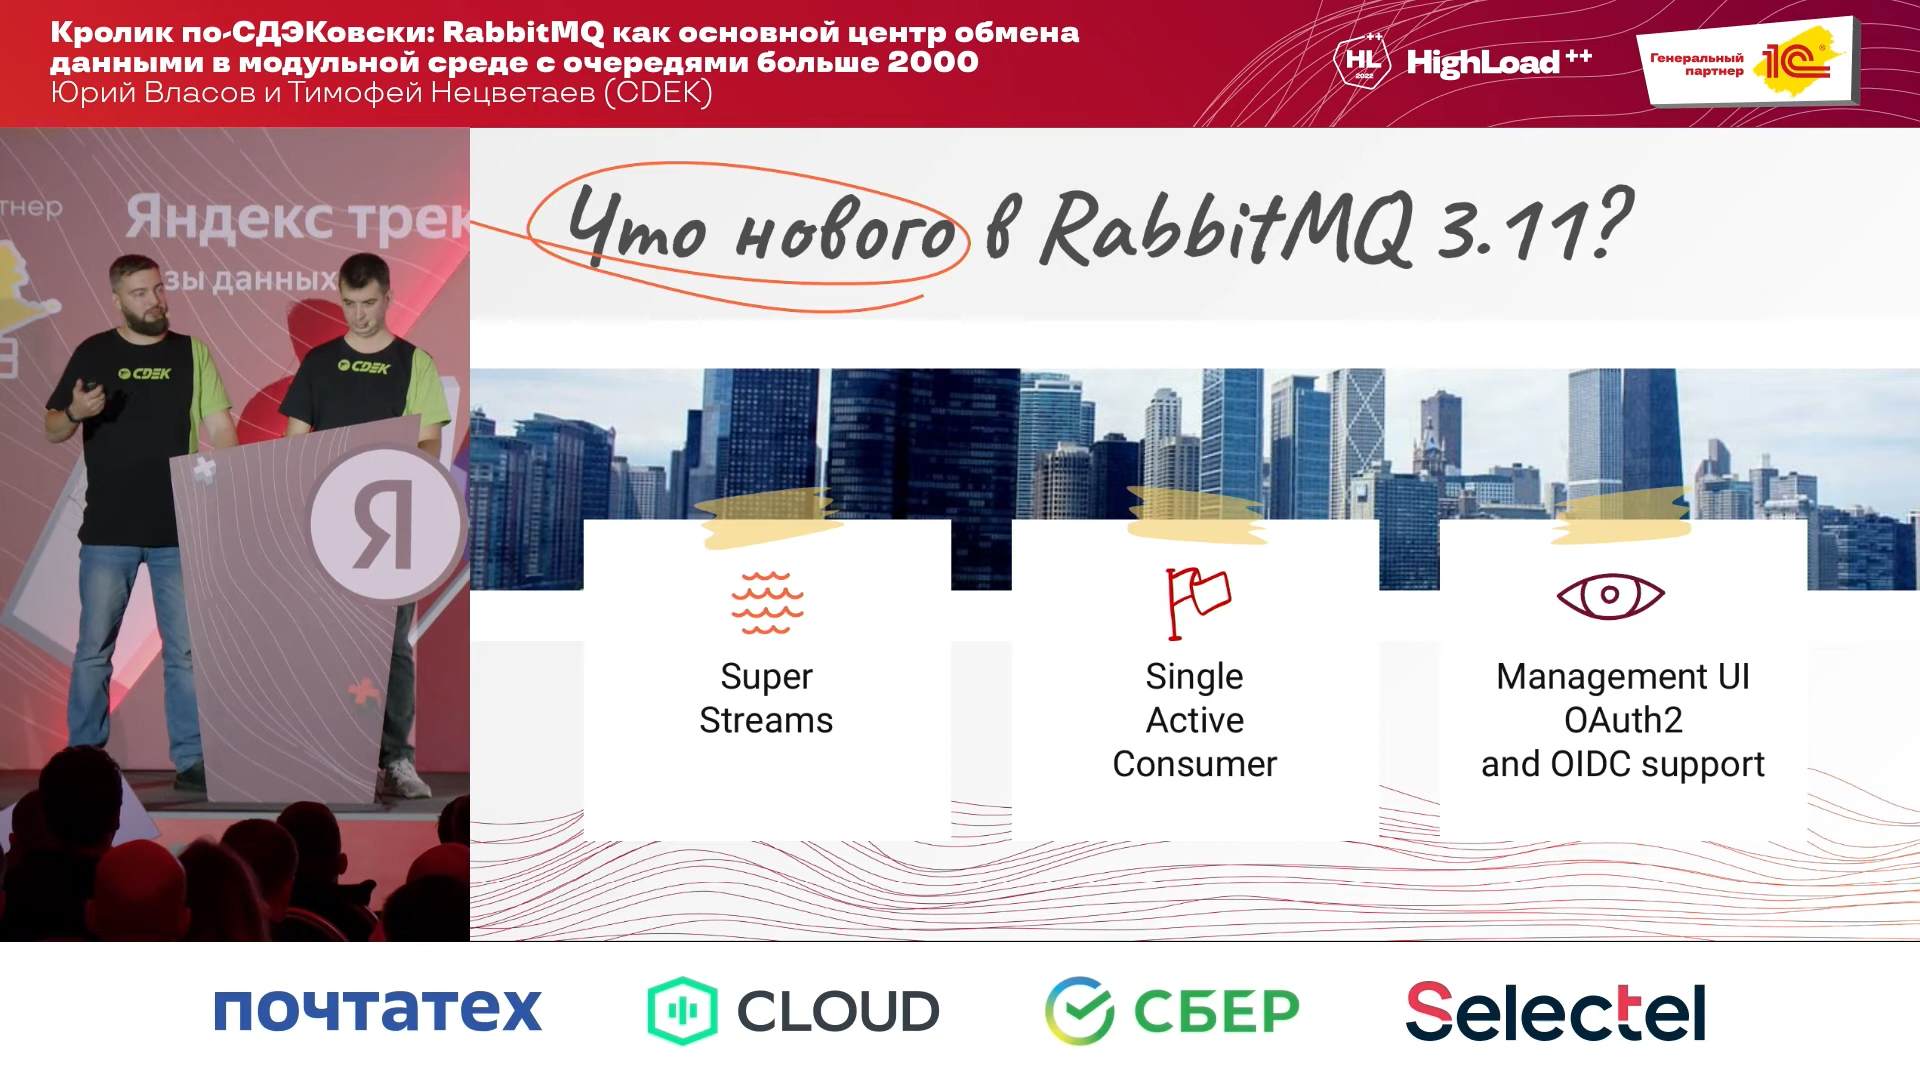 Кролик по-СДЭКовски: RabbitMQ как основной центр обмена
данными в модульной среде с очередями больше 2000
Юрий Власов и Тимофей Нецветаев (CDEK)
HL++
2022
HighLoad++
Генеральный
партнер
1С
тнер
Яндекс трек
зы данных
CDEK
CDEK
Я
Что нового в RabbitMQ 3.11?
Super
Streams
Single
Active
Consumer
Management UI
OAuth2
and OIDC support
почтатех
CLOUD
СБЕР
Selectel